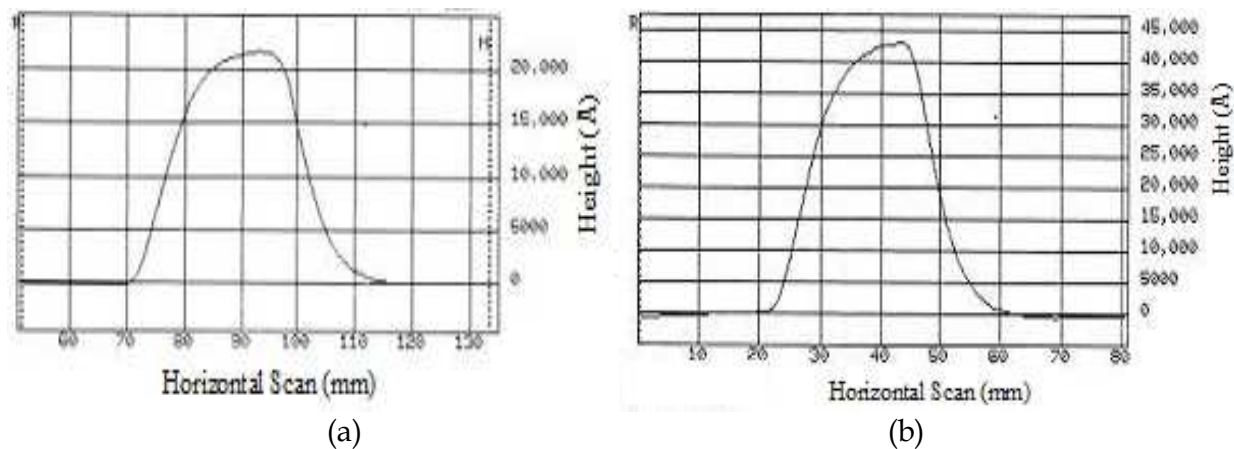 R
M
20,000
15,000
10,000
5000
0
Height (Å)
60 70 80 90 100 110 120 130
Horizontal Scan (mm)
(a)
R
45,000
40,000
35,000
30,000
25,000
20,000
15,000
10,000
5000
0
Height (Å)
10 20 30 40 50 60 70 80
Horizontal Scan (mm)
(b)